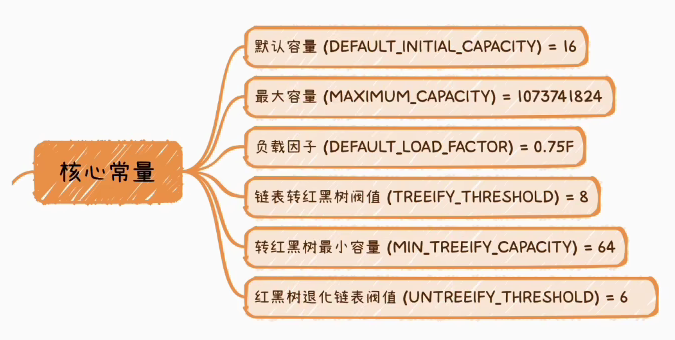 核心常量
默认容量 (DEFAULT_INITIAL_CAPACITY) = 16
最大容量 (MAXIMUM_CAPACITY) = 1073741824
负载因子 (DEFAULT_LOAD_FACTOR) = 0.75F
链表转红黑树阀值 (TREEIFY_THRESHOLD) = 8
转红黑树最小容量 (MIN_TREEIFY_CAPACITY) = 64
红黑树退化链表阀值 (UNTREEIFY_THRESHOLD) = 6